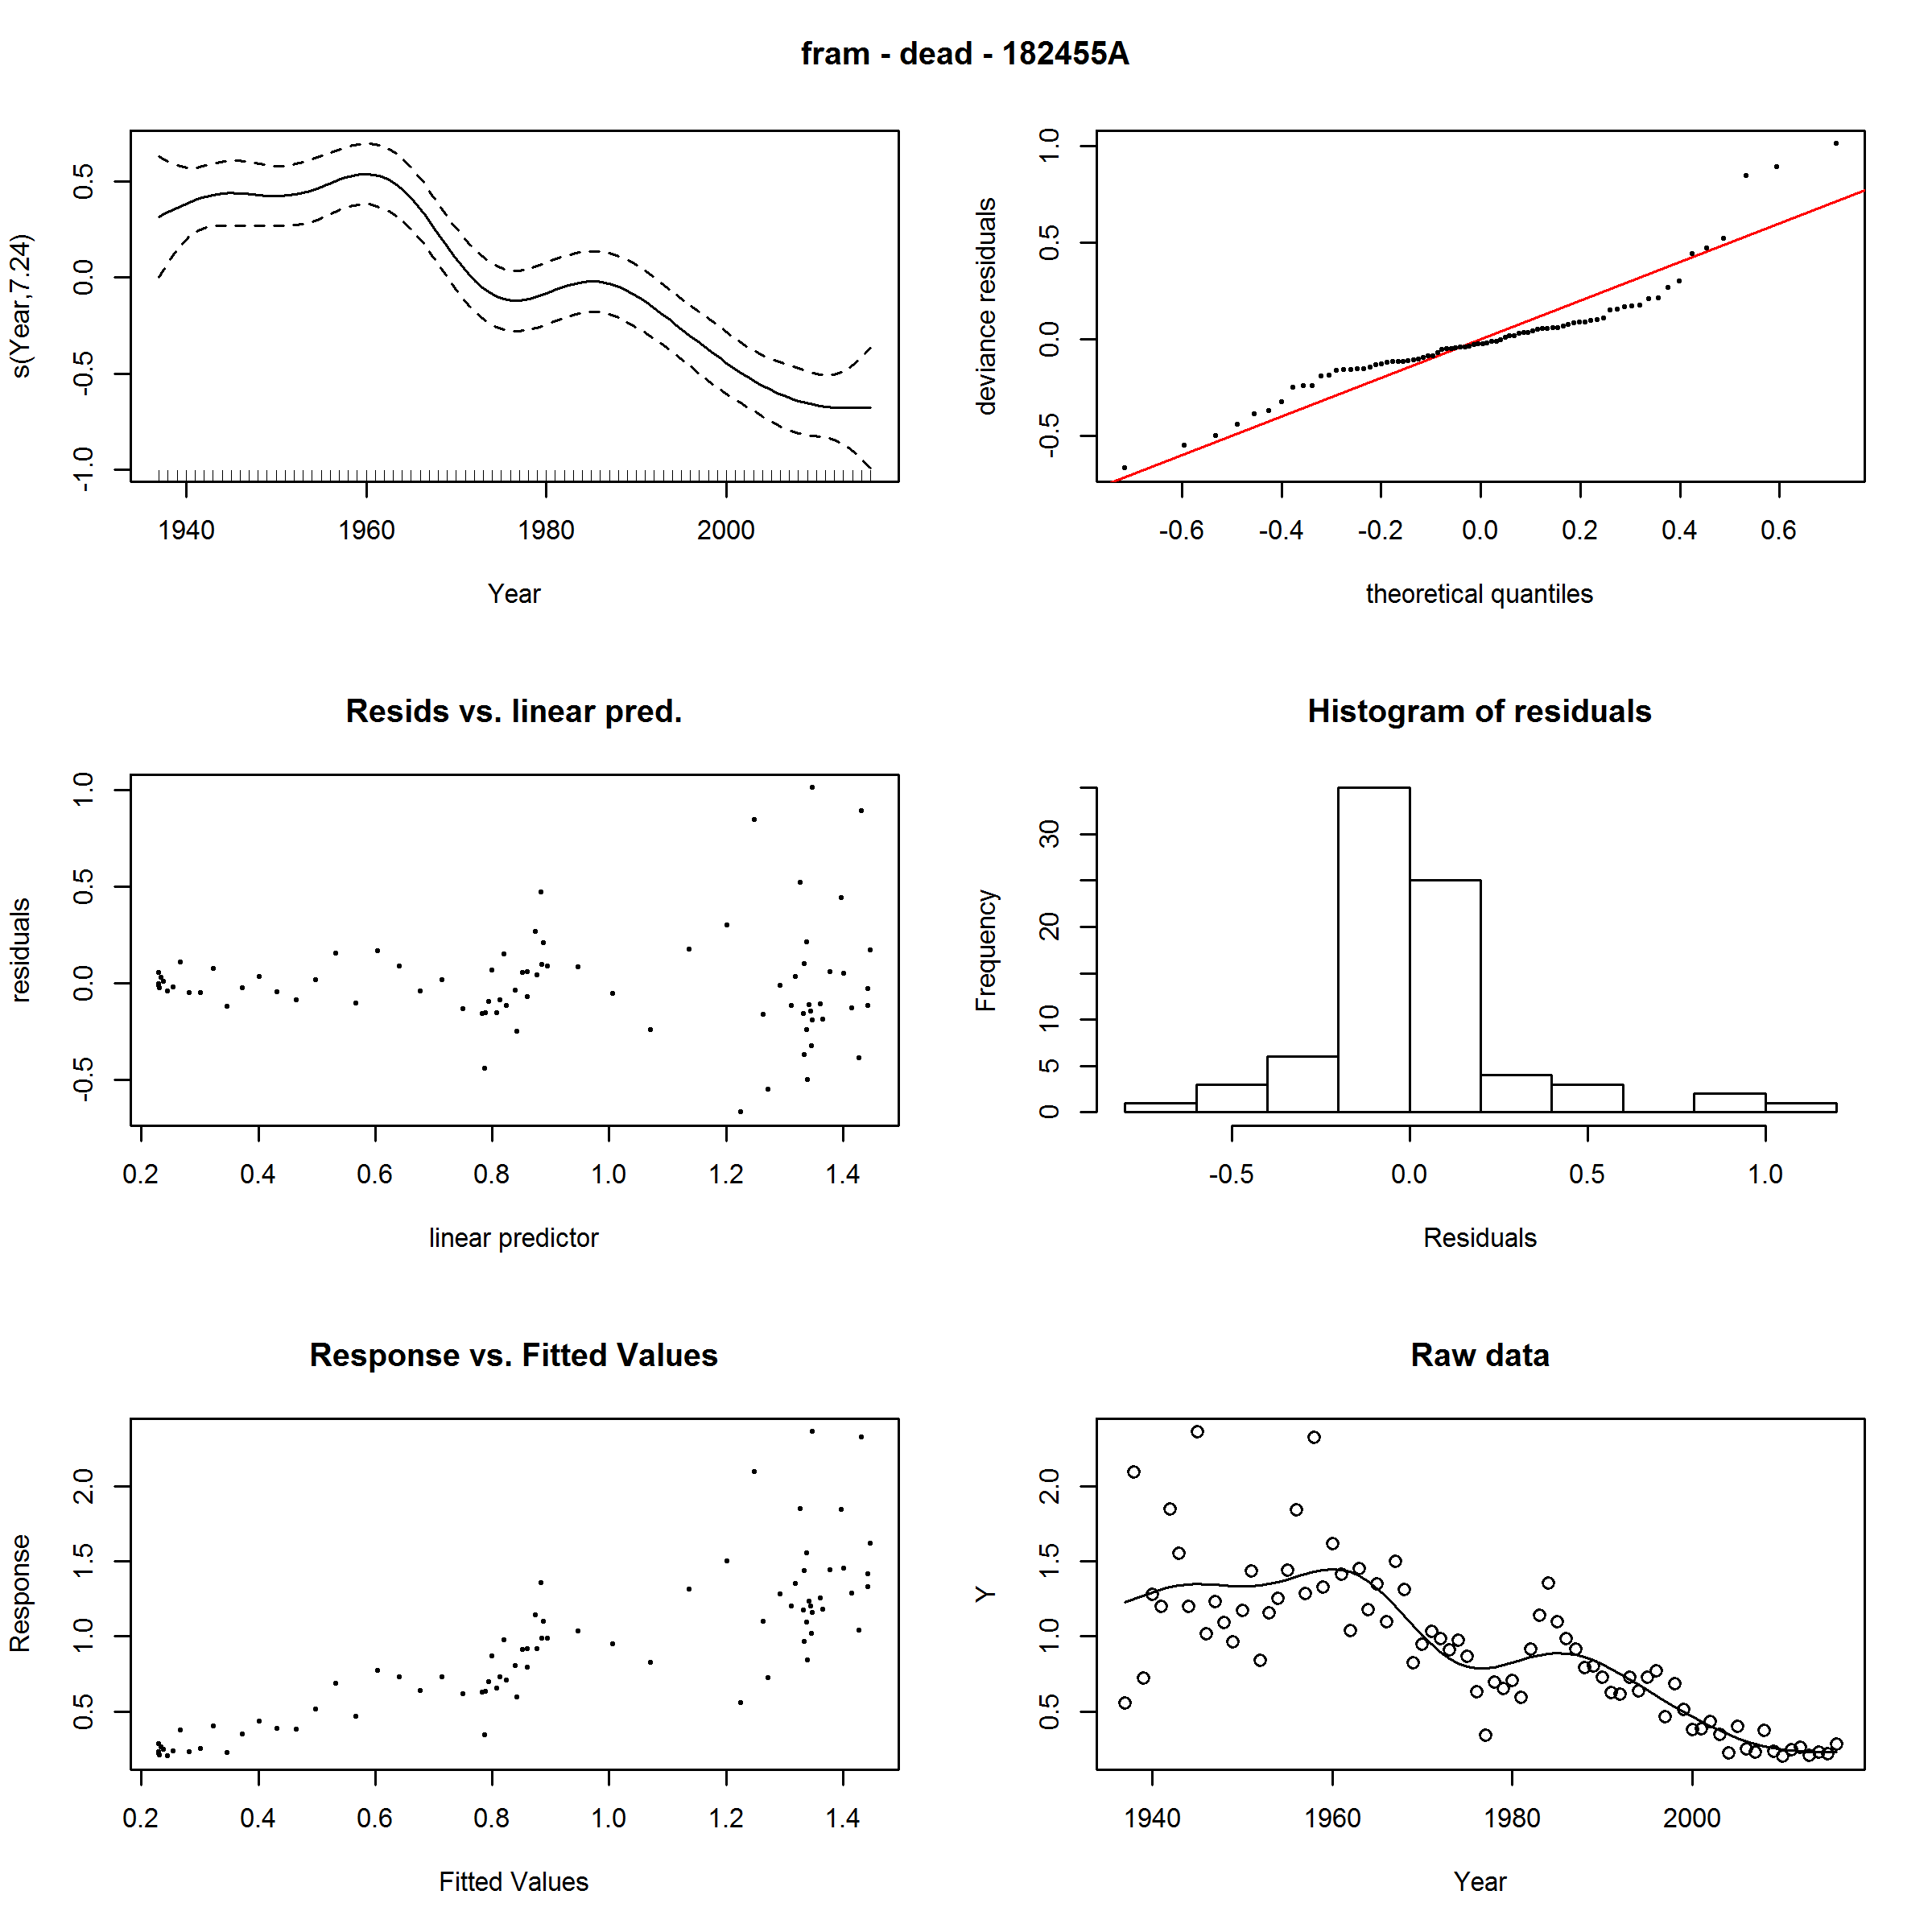 fram - dead - 182455A
s(Year,7.24)
-1.0 -0.5 0.0 0.5
1940 1960 1980 2000
Year
deviance residuals
-0.5 0.0 0.5 1.0
-0.6 -0.4 -0.2 0.0 0.2 0.4 0.6
theoretical quantiles
Resids vs. linear pred.
residuals
-0.5 0.0 0.5 1.0
0.2 0.4 0.6 0.8 1.0 1.2 1.4
linear predictor
Histogram of residuals
Frequency
0 5 10 20 30
-0.5 0.0 0.5 1.0
Residuals
Response vs. Fitted Values
Response
0.5 1.0 1.5 2.0
0.2 0.4 0.6 0.8 1.0 1.2 1.4
Fitted Values
Raw data
Y
0.5 1.0 1.5 2.0
1940 1960 1980 2000
Year